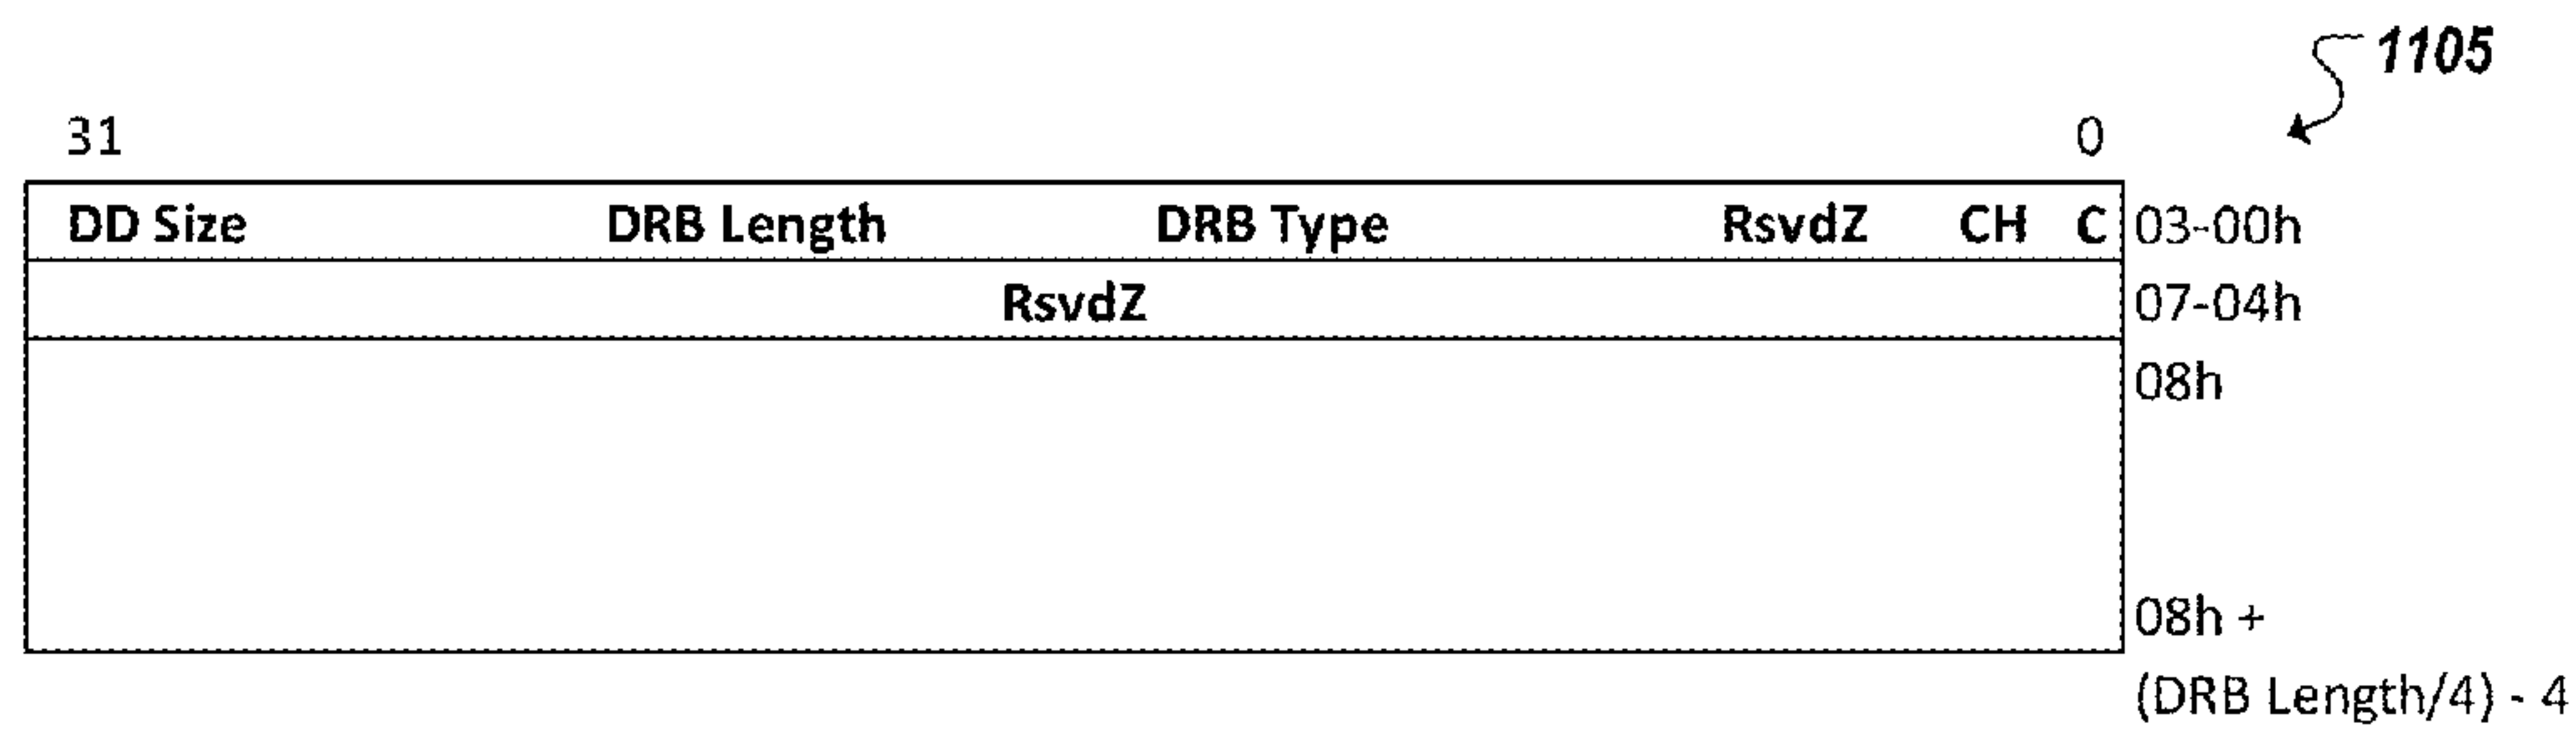 1105
31 0
DD Size DRB Length DRB Type RsvdZ CH C 03-00h
RsvdZ 07-04h
08h
08h +
(DRB Length/4) - 4